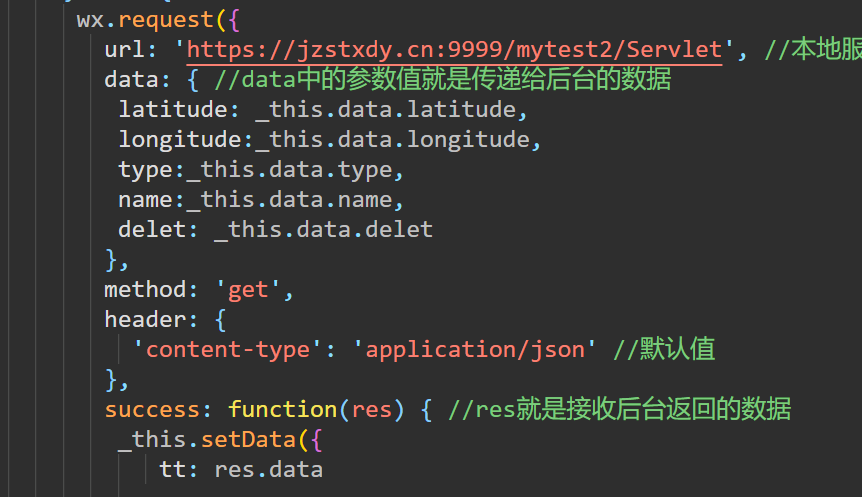 wx.request({
url: 'https://jzstxdy.cn:9999/mytest2/Servlet', //本地服
data: { //data中的参数值就是传递给后台的数据
latitude: _this.data.latitude,
longitude:_this.data.longitude,
type:_this.data.type,
name:_this.data.name,
delet: _this.data.delet
},
method: 'get',
header: {
'content-type': 'application/json' //默认值
},
success: function(res) { //res就是接收后台返回的数据
_this.setData({
tt: res.data